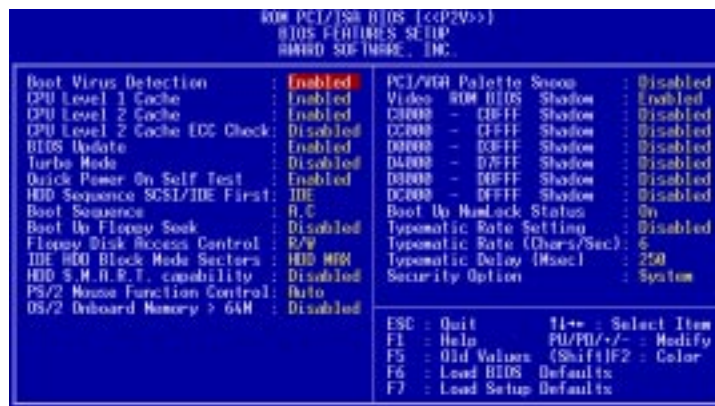 ROM PCI/ISA BIOS (<<P2V>>)
BIOS FEATURES SETUP
AWARD SOFTWARE, INC.
Boot Virus Detection : Enabled
CPU Level 1 Cache : Enabled
CPU Level 2 Cache : Enabled
CPU Level 2 Cache ECC Check: Disabled
BIOS Update : Enabled
Turbo Mode : Disabled
Quick Power On Self Test : Enabled
HDD Sequence SCSI/IDE First: IDE
Boot Sequence : A,C
Boot Up Floppy Seek : Disabled
Floppy Disk Access Control : R/W
IDE HDD Block Mode Sectors : HDD MAX
HDD S.M.A.R.T. capability : Disabled
PS/2 Mouse Function Control: Auto
OS/2 Onboard Memory > 64M : Disabled
PCI/VGA Palette Snoop : Disabled
Video ROM BIOS Shadow : Enabled
C8000 - CBFFF Shadow : Disabled
CC000 - CFFFF Shadow : Disabled
D0000 - D3FFF Shadow : Disabled
D4000 - D7FFF Shadow : Disabled
D8000 - DBFFF Shadow : Disabled
DC000 - DFFFF Shadow : Disabled
Boot Up NumLock Status : On
Typematic Rate Setting : Disabled
Typematic Rate (Chars/Sec): 6
Typematic Delay (Msec) : 250
Security Option : System
ESC : Quit ↑↓→← : Select Item
F1 : Help PU/PD/+/- : Modify
F5 : Old Values (Shift)F2 : Color
F6 : Load BIOS Defaults
F7 : Load Setup Defaults